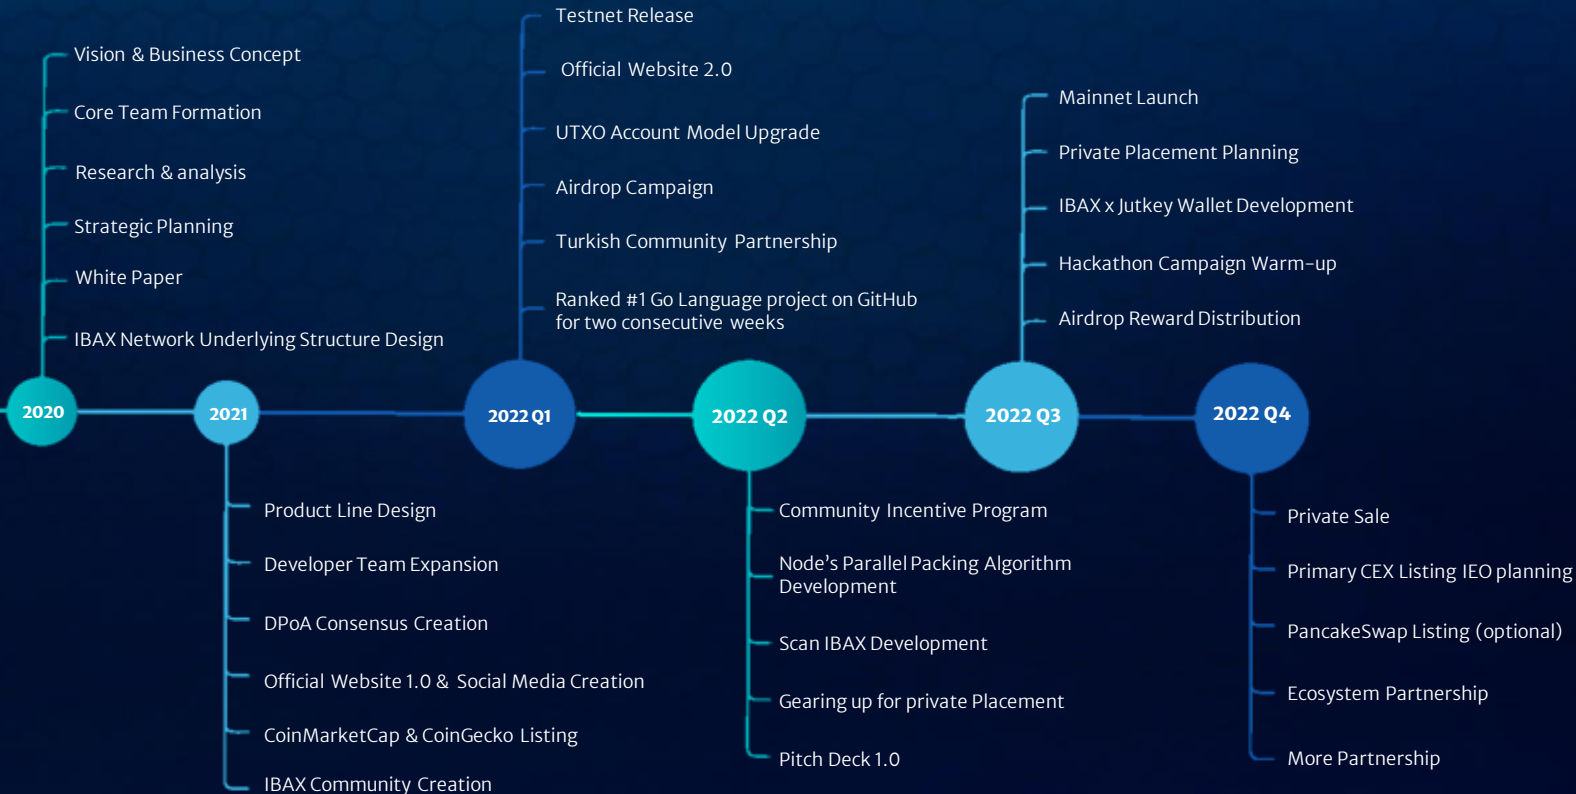 2020
Vision & Business Concept
Core Team Formation
Research & analysis
Strategic Planning
White Paper
IBAX Network Underlying Structure Design
2021
Product Line Design
Developer Team Expansion
DPoA Consensus Creation
Official Website 1.0 & Social Media Creation
CoinMarketCap & CoinGecko Listing
IBAX Community Creation
2022 Q1
Testnet Release
Official Website 2.0
UTXO Account Model Upgrade
Airdrop Campaign
Turkish Community Partnership
Ranked #1 Go Language project on GitHub
for two consecutive weeks
2022 Q2
Community Incentive Program
Node’s Parallel Packing Algorithm
Development
Scan IBAX Development
Gearing up for private Placement
Pitch Deck 1.0
2022 Q3
Mainnet Launch
Private Placement Planning
IBAX x Jutkey Wallet Development
Hackathon Campaign Warm-up
Airdrop Reward Distribution
2022 Q4
Private Sale
Primary CEX Listing IEO planning
PancakeSwap Listing (optional)
Ecosystem Partnership
More Partnership